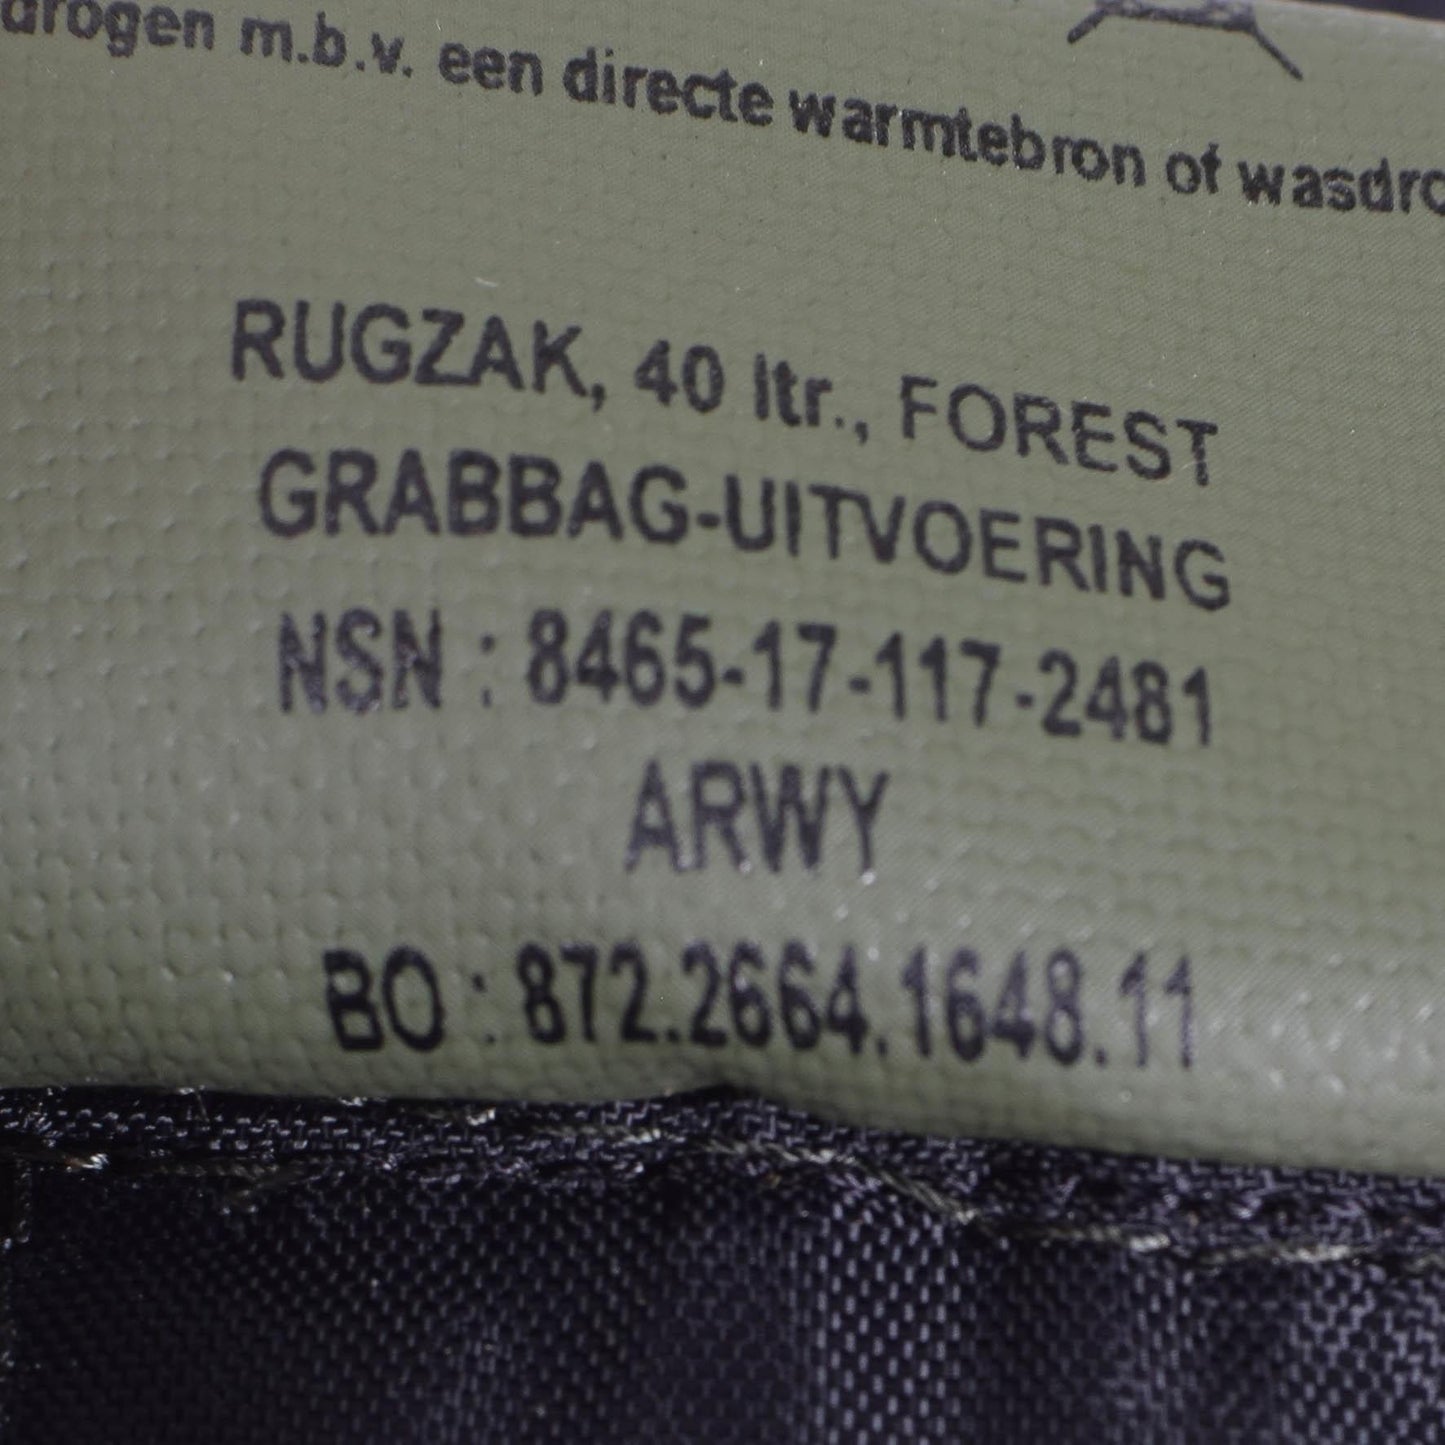 drogen m.b.v. een directe warmtebron of wasdro
RUGZAK, 40 ltr., FOREST
GRABBAG-UITVOERING
NSN : 8465-17-117-2481
ARWY
BO : 872.2664.1648.11